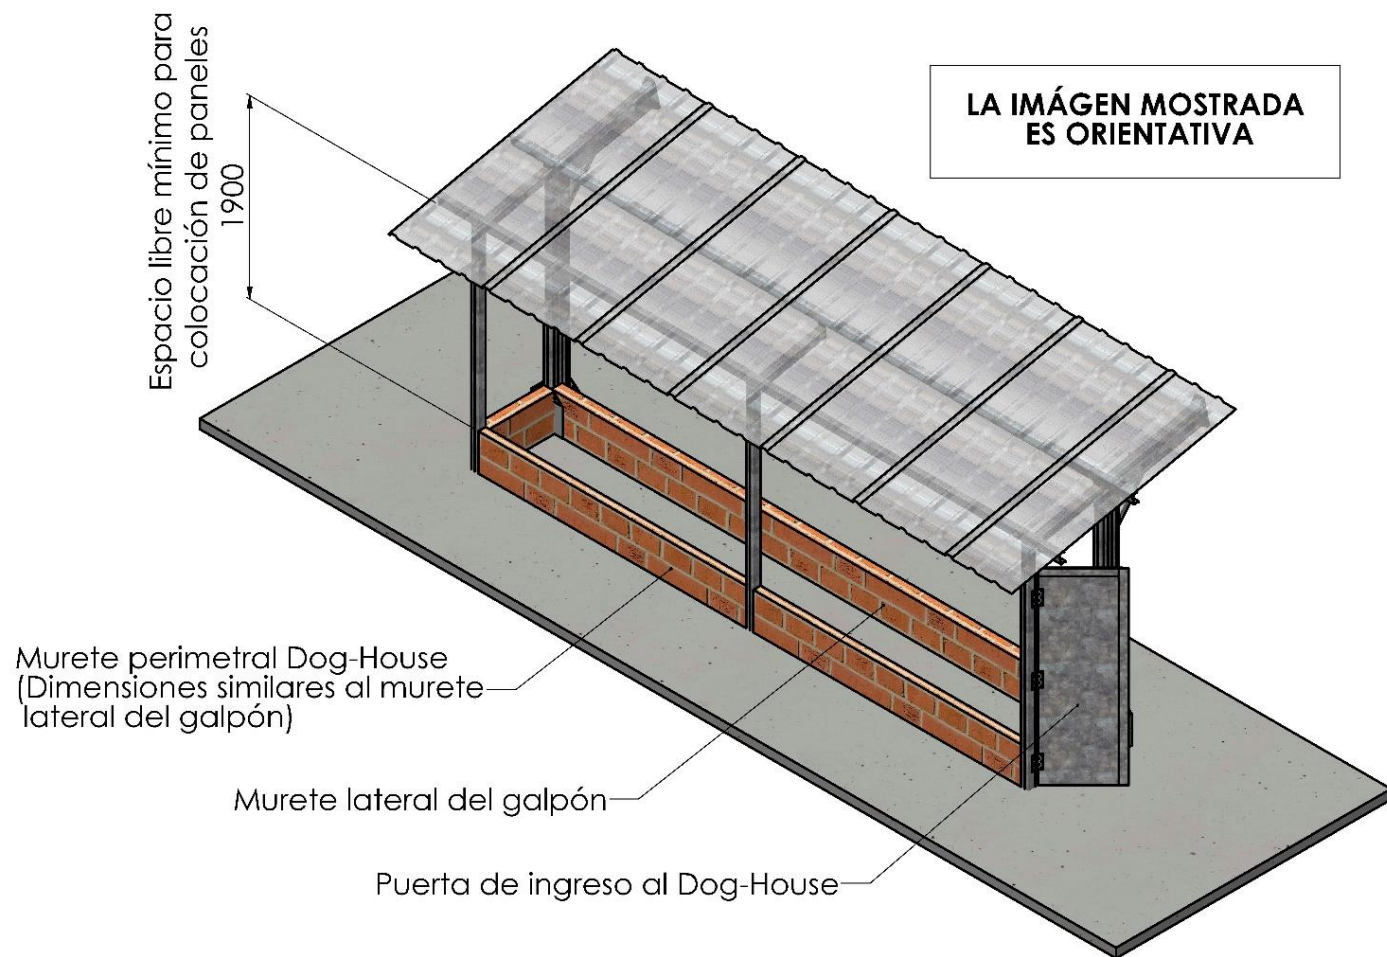 Espacio libre mínimo para
colocación de paneles
1900
LA IMÁGEN MOSTRADA
ES ORIENTATIVA
Murete perimetral Dog-House
(Dimensiones similares al murete
lateral del galpón)
Murete lateral del galpón
Puerta de ingreso al Dog-House